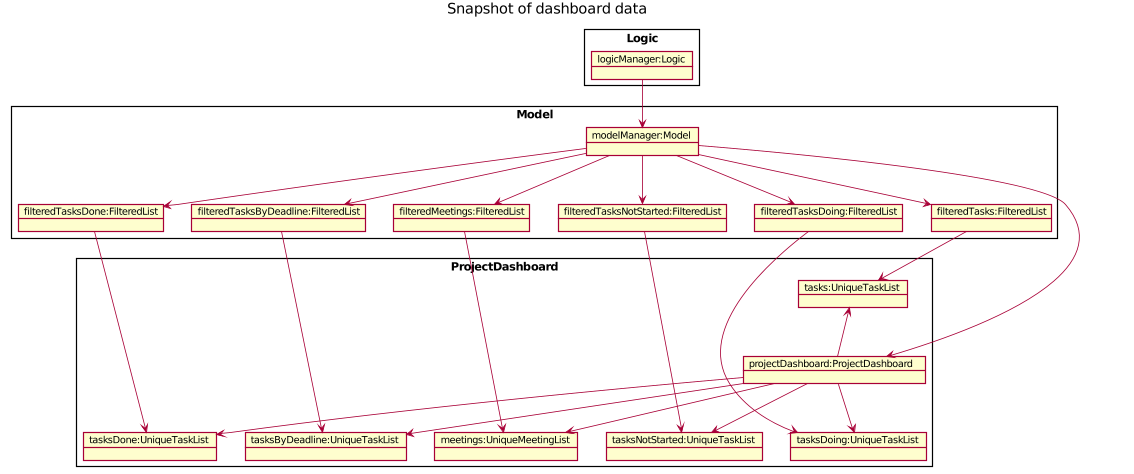 Snapshot of dashboard data
Logic
logicManager:Logic
Model
modelManager:Model
filteredTasksDone:FilteredList
filteredTasksByDeadline:FilteredList
filteredMeetings:FilteredList
filteredTasksNotStarted:FilteredList
filteredTasksDoing:FilteredList
filteredTasks:FilteredList
ProjectDashboard
tasks:UniqueTaskList
projectDashboard:ProjectDashboard
tasksDone:UniqueTaskList
tasksByDeadline:UniqueTaskList
meetings:UniqueMeetingList
tasksNotStarted:UniqueTaskList
tasksDoing:UniqueTaskList